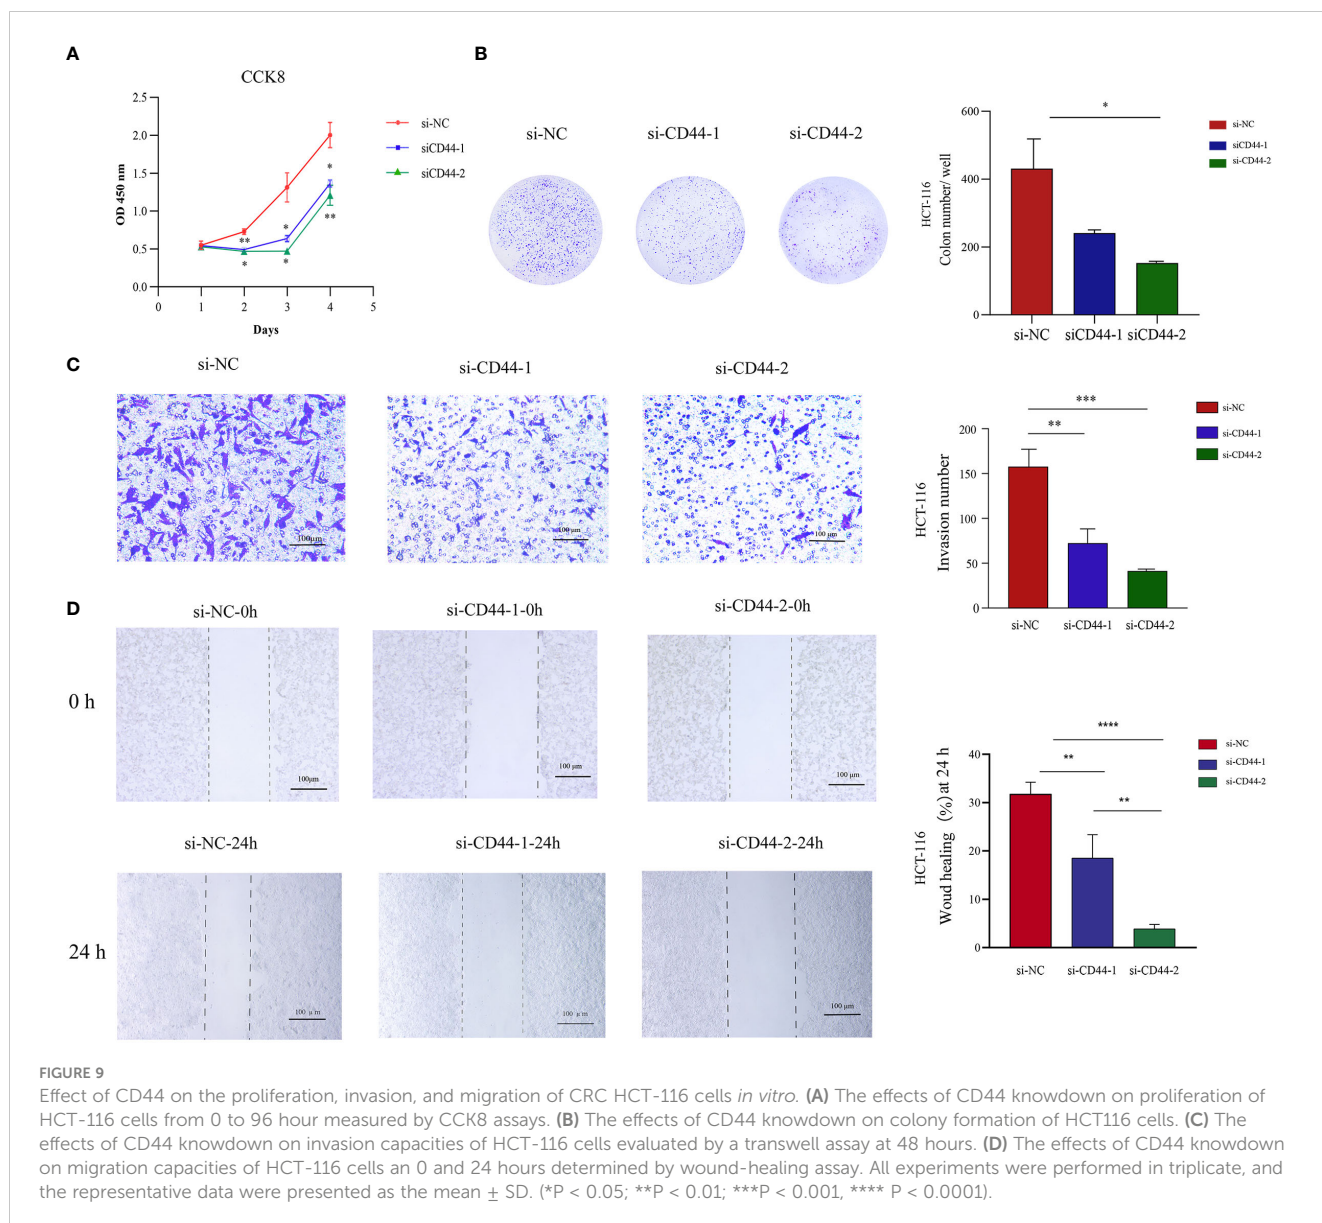 A
CCK8
2.5
2.0
1.5
1.0
0.5
0.0
OD 450 nm
0 1 2 3 4 5
Days
** * * * * **
si-NC
siCD44-1
siCD44-2
B
si-NC si-CD44-1 si-CD44-2
HCT-116
Colon number/ well
600
400
200
0
*
si-NC siCD44-1 siCD44-2
si-NC
siCD44-1
si-CD44-2
C
si-NC si-CD44-1 si-CD44-2
100μm 100 μm 100 μm
HCT-116
Invasion number
200
150
100
50
0
***
**
si-NC si-CD44-1 si-CD44-2
si-NC
si-CD44-1
si-CD44-2
D
si-NC-0h si-CD44-1-0h si-CD44-2-0h
0 h
100μm 100 μm 100 μm
si-NC-24h si-CD44-1-24h si-CD44-2-24h
24 h
100 μ m 100 μ m 100 μm
HCT-116
Woud healing (%) at 24 h
40
30
20
10
0
****
**
**
si-NC si-CD44-1 si-CD44-2
si-NC
si-CD44-1
si-CD44-2
FIGURE 9
Effect of CD44 on the proliferation, invasion, and migration of CRC HCT-116 cells in vitro. (A) The effects of CD44 knowdown on proliferation of
HCT-116 cells from 0 to 96 hour measured by CCK8 assays. (B) The effects of CD44 knowdown on colony formation of HCT116 cells. (C) The
effects of CD44 knowdown on invasion capacities of HCT-116 cells evaluated by a transwell assay at 48 hours. (D) The effects of CD44 knowdown
on migration capacities of HCT-116 cells an 0 and 24 hours determined by wound-healing assay. All experiments were performed in triplicate, and
the representative data were presented as the mean ± SD. (*P < 0.05; **P < 0.01; ***P < 0.001, **** P < 0.0001).